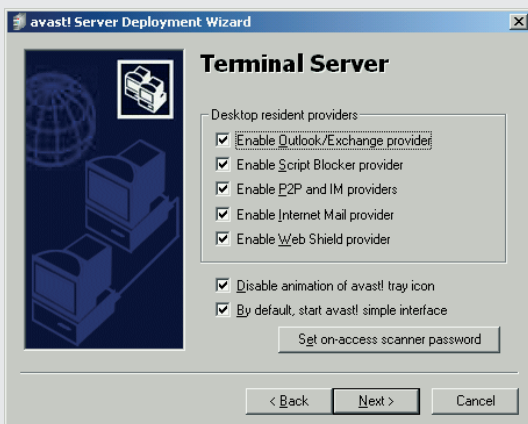 avast! Server Deployment Wizard
Terminal Server
Desktop resident providers
Enable Outlook/Exchange provider
Enable Script Blocker provider
Enable P2P and IM providers
Enable Internet Mail provider
Enable Web Shield provider
Disable animation of avast! tray icon
By default, start avast! simple interface
Set on-access scanner password
< Back
Next >
Cancel